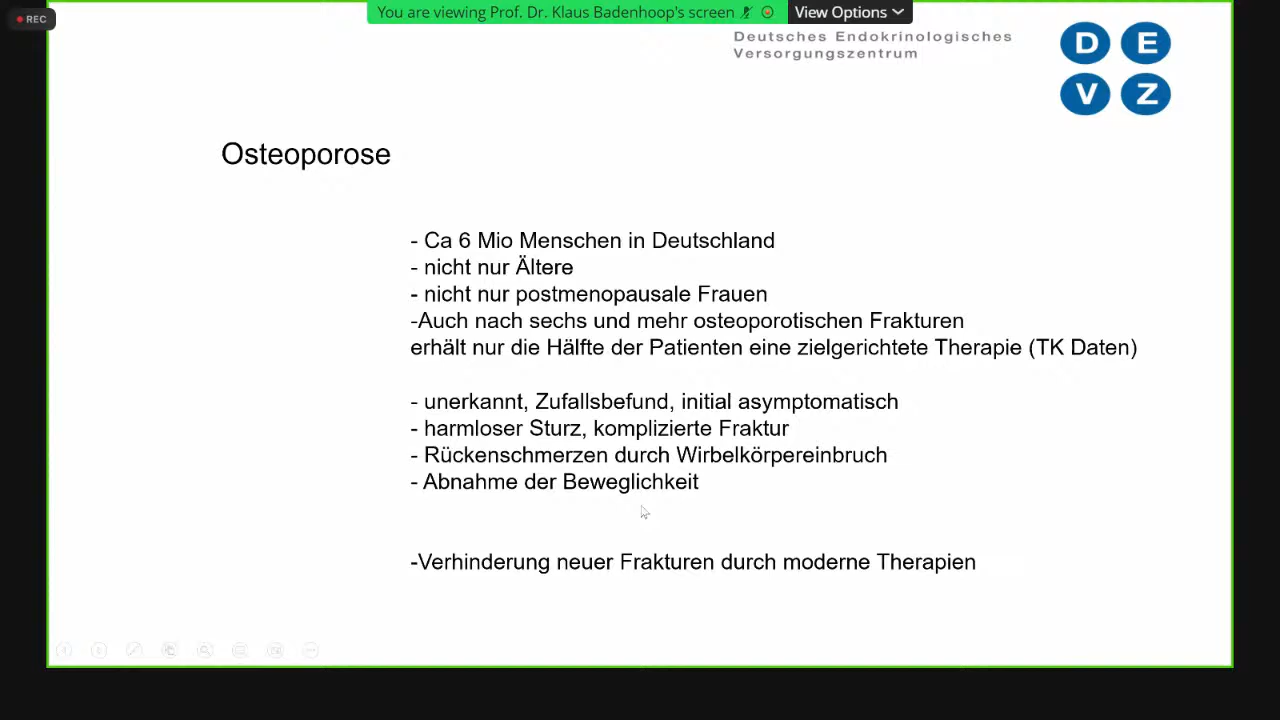 REC
You are viewing Prof. Dr. Klaus Badenhoop's screen
View Options
Deutsches Endokrinologisches
Versorgungszentrum
D E
V Z
Osteoporose
- Ca 6 Mio Menschen in Deutschland
- nicht nur Ältere
- nicht nur postmenopausale Frauen
-Auch nach sechs und mehr osteoporotischen Frakturen
erhält nur die Hälfte der Patienten eine zielgerichtete Therapie (TK Daten)
- unerkannt, Zufallsbefund, initial asymptomatisch
- harmloser Sturz, komplizierte Fraktur
- Rückenschmerzen durch Wirbelkörpereinbruch
- Abnahme der Beweglichkeit
-Verhinderung neuer Frakturen durch moderne Therapien